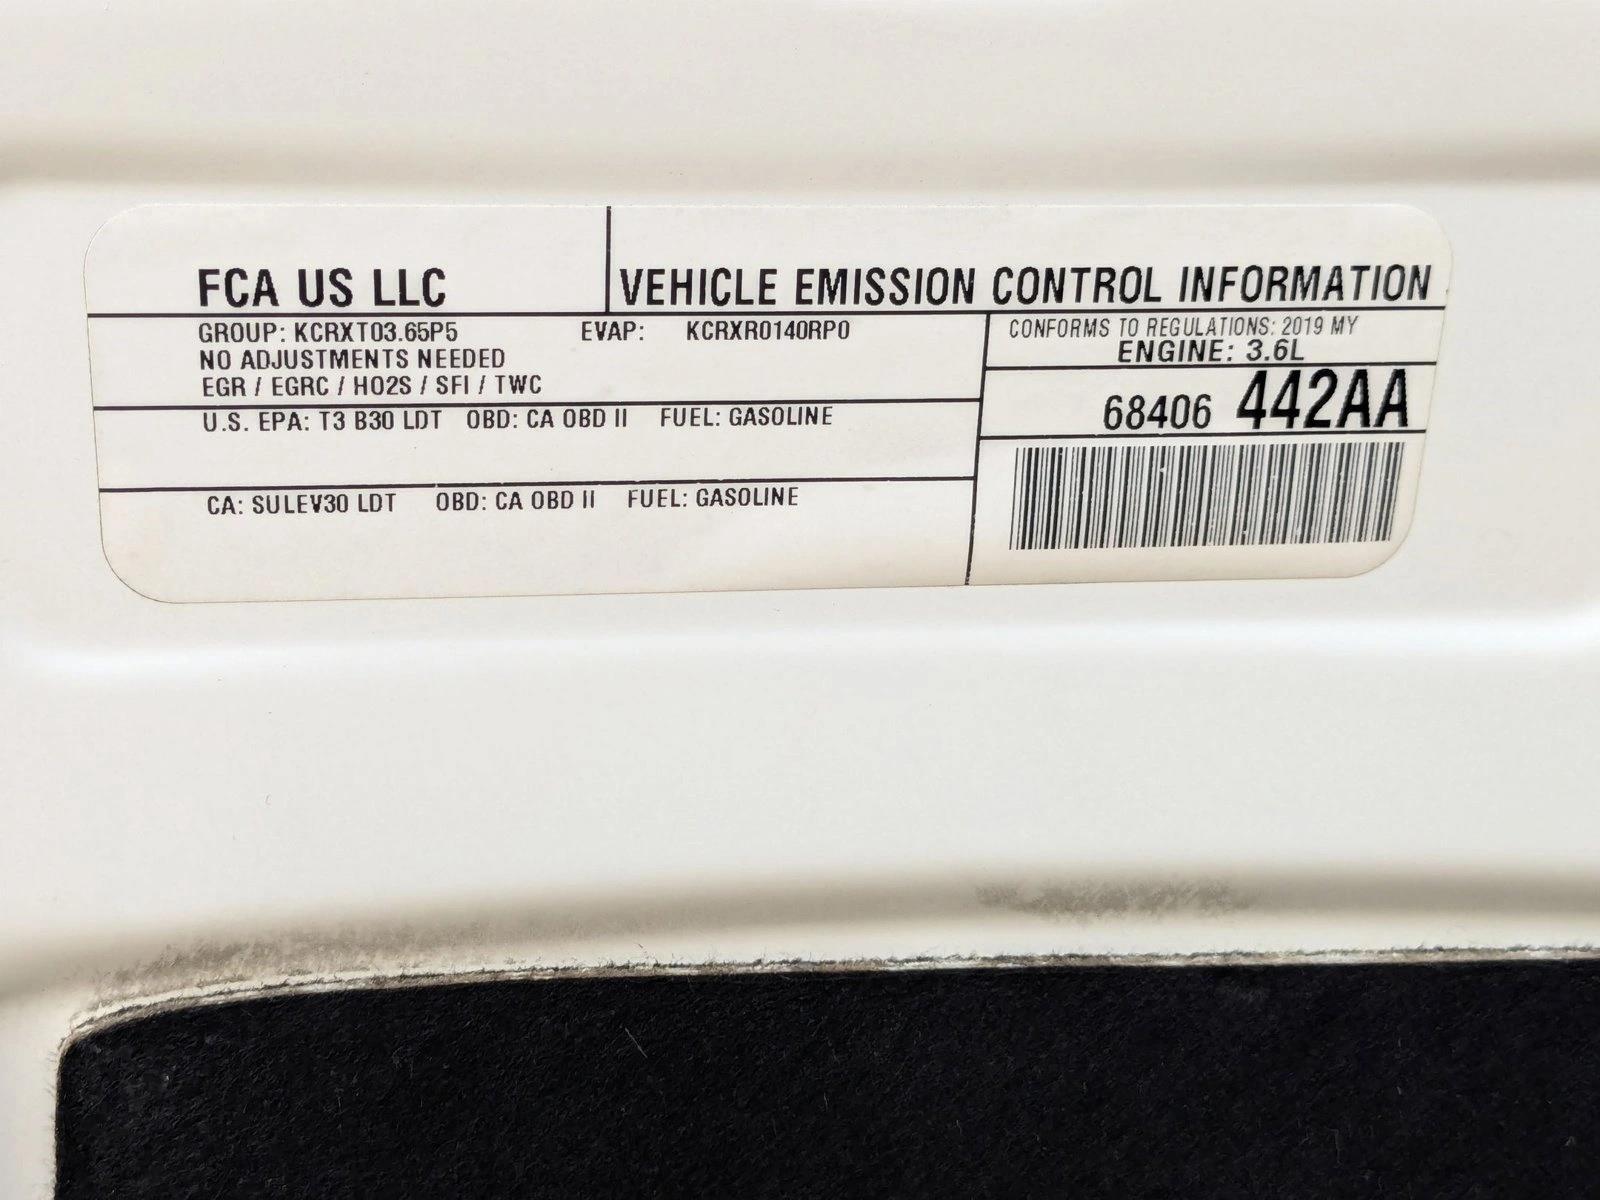 FCA US LLC
VEHICLE EMISSION CONTROL INFORMATION
GROUP: KCRXT03.65P5 EVAP: KCRXR0140RP0
NO ADJUSTMENTS NEEDED
EGR / EGRC / HO2S / SFI / TWC
U.S. EPA: T3 B30 LDT OBD: CA OBD II FUEL: GASOLINE
CA: SULEV30 LDT OBD: CA OBD II FUEL: GASOLINE
CONFORMS TO REGULATIONS: 2019 MY
ENGINE: 3.6L
68406 442AA